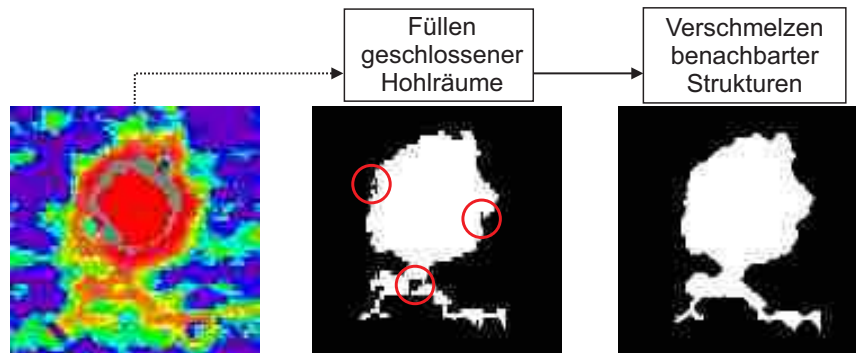 Füllen
geschlossener
Hohlräume
Verschmelzen
benachbarter
Strukturen